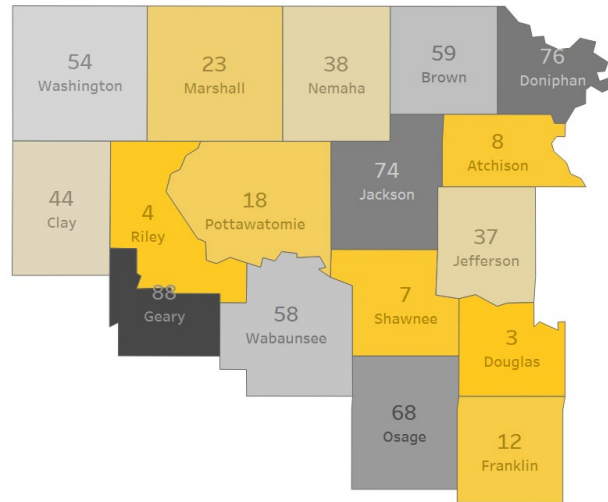 54
Washington
23
Marshall
38
Nemaha
59
Brown
76
Doniphan
8
Atchison
44
Clay
4
Riley
18
Pottawatomie
74
Jackson
37
Jefferson
88
Geary
58
Wabaunsee
7
Shawnee
3
Douglas
68
Osage
12
Franklin